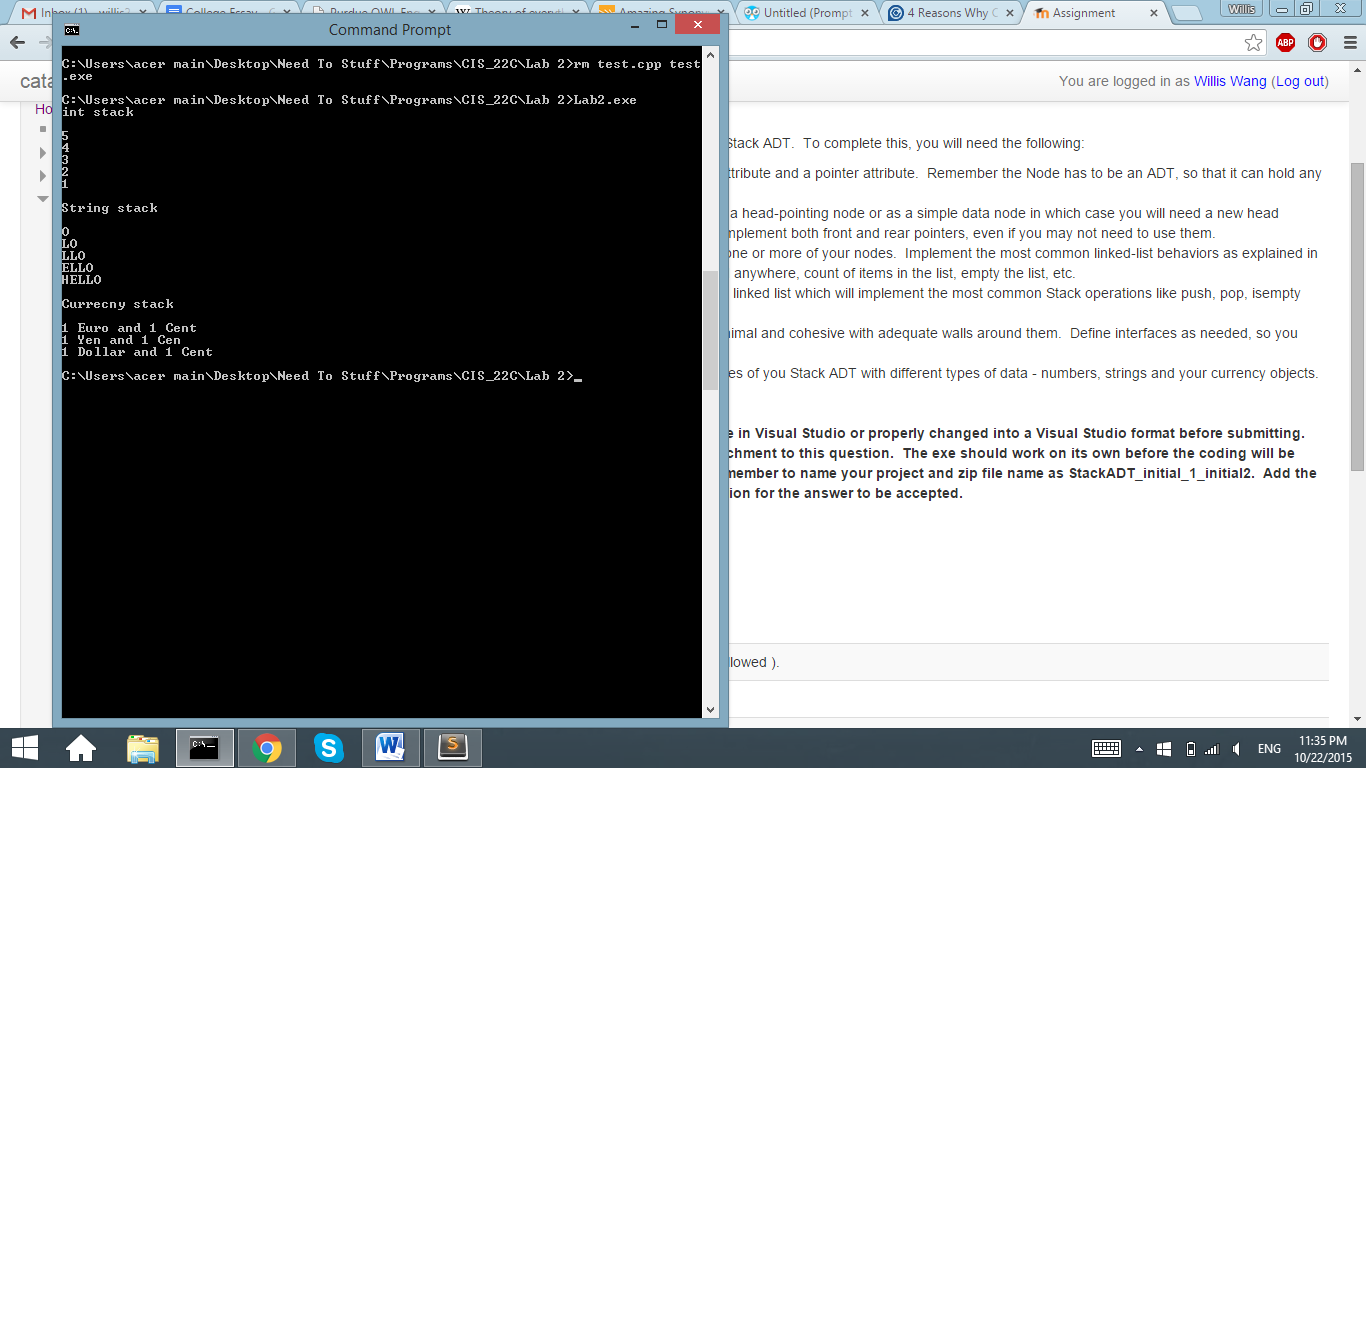 Inbox (1) - willis2
College Essay - G
Purdue OWL Eng
Theory of everyt
Amazing Synony
Untitled (Prompt
4 Reasons Why C
Assignment
Willis
Command Prompt
C:\Users\acer main\Desktop\Need To Stuff\Programs\CIS_22C\Lab 2>rm test.cpp test
.exe
C:\Users\acer main\Desktop\Need To Stuff\Programs\CIS_22C\Lab 2>Lab2.exe
int stack
5
4
3
2
1
String stack
O
LO
LLO
ELLO
HELLO
Currecny stack
1 Euro and 1 Cent
1 Yen and 1 Cen
1 Dollar and 1 Cent
C:\Users\acer main\Desktop\Need To Stuff\Programs\CIS_22C\Lab 2>_
ABP
cata
You are logged in as Willis Wang (Log out)
Ho
Stack ADT. To complete this, you will need the following:
ttribute and a pointer attribute. Remember the Node has to be an ADT, so that it can hold any
a head-pointing node or as a simple data node in which case you will need a new head
mplement both front and rear pointers, even if you may not need to use them.
one or more of your nodes. Implement the most common linked-list behaviors as explained in
anywhere, count of items in the list, empty the list, etc.
linked list which will implement the most common Stack operations like push, pop, isempty
nimal and cohesive with adequate walls around them. Define interfaces as needed, so you
es of you Stack ADT with different types of data - numbers, strings and your currency objects.
e in Visual Studio or properly changed into a Visual Studio format before submitting.
chment to this question. The exe should work on its own before the coding will be
member to name your project and zip file name as StackADT_initial_1_initial2. Add the
ion for the answer to be accepted.
lowed ).
ENG
11:35 PM
10/22/2015